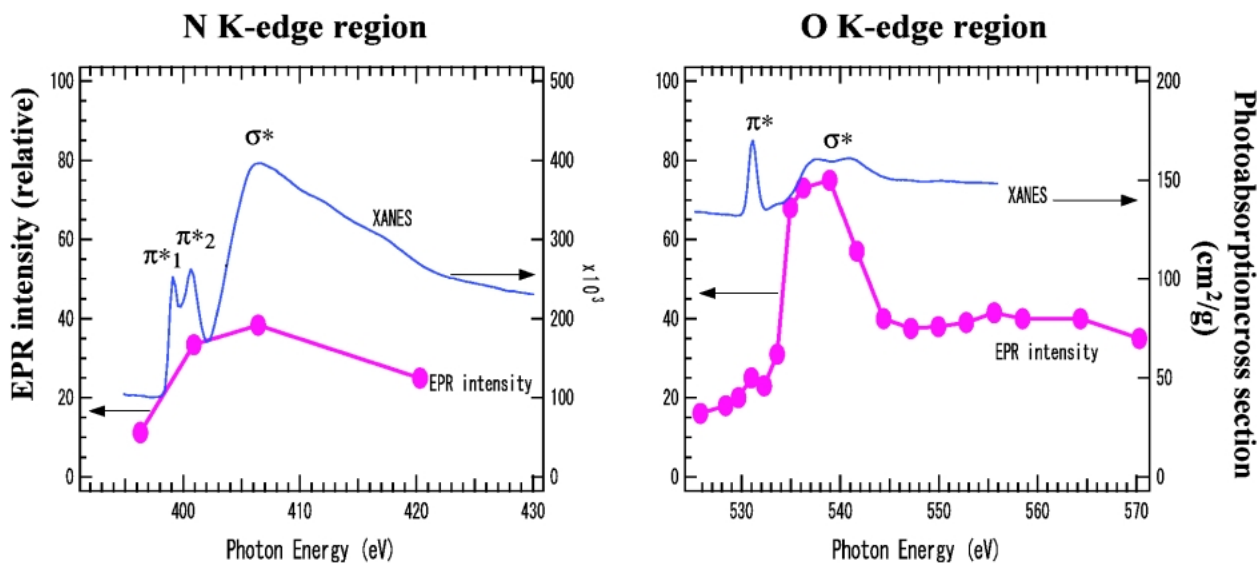 N K-edge region
O K-edge region
EPR intensity (relative)
100
80
60
40
20
0
500
400
300
200
100
0
x10³
π*₁
π*₂
σ*
XANES
EPR intensity
400
410
420
430
Photon Energy (eV)
100
80
60
40
20
0
200
150
100
50
0
π*
σ*
XANES
EPR intensity
530
540
550
560
570
Photon Energy (eV)
Photoabsorptioncross section
(cm²/g)